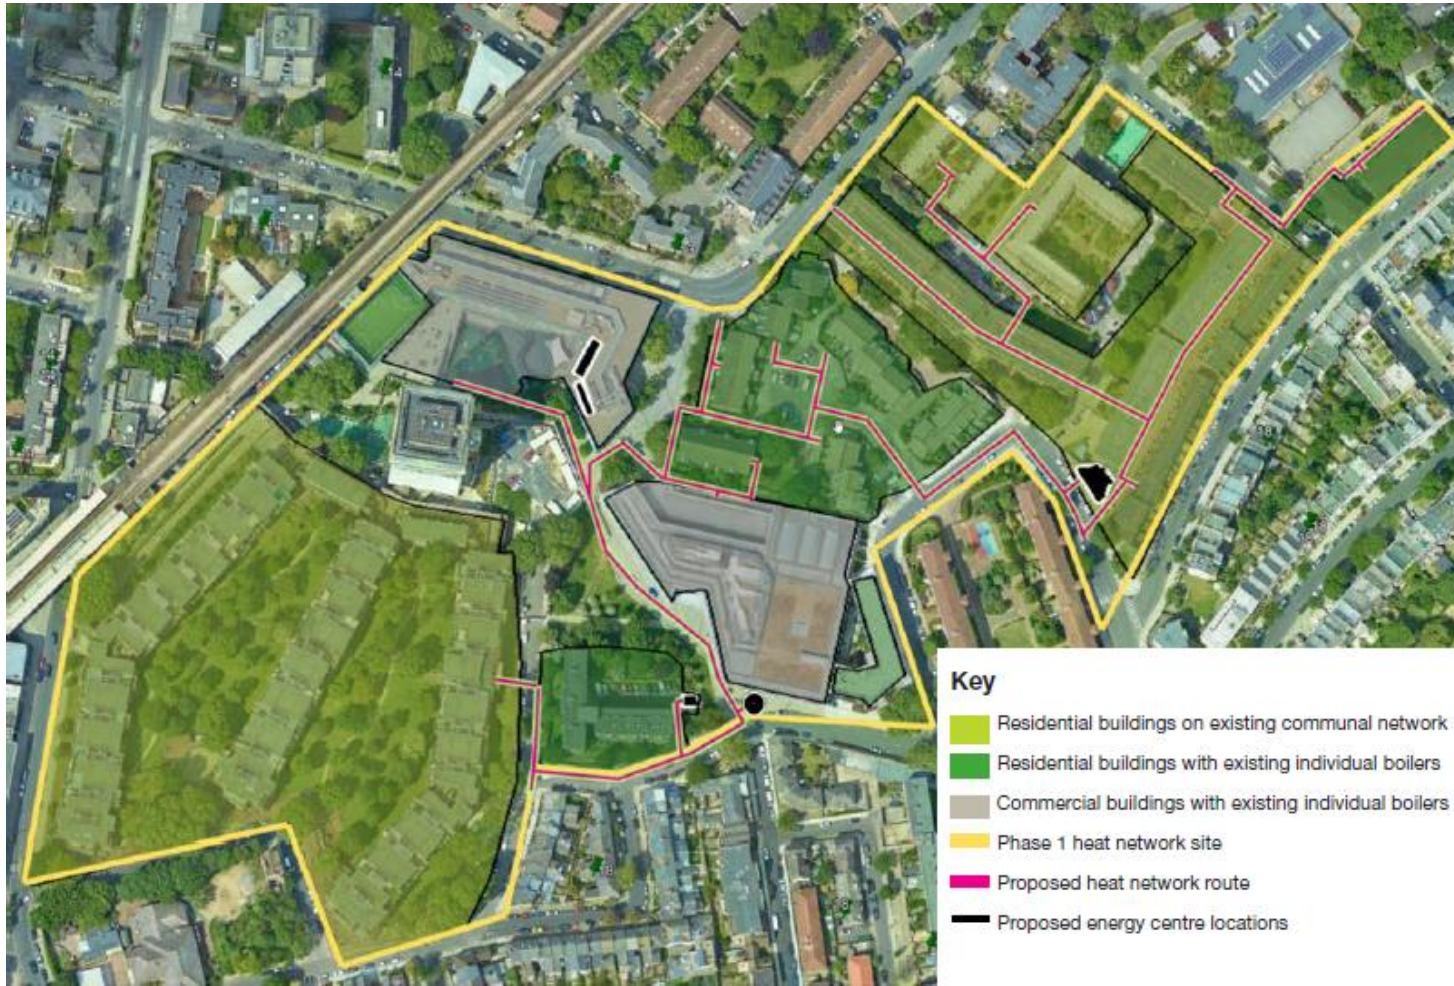 Key
Residential buildings on existing communal network
Residential buildings with existing individual boilers
Commercial buildings with existing individual boilers
Phase 1 heat network site
Proposed heat network route
Proposed energy centre locations